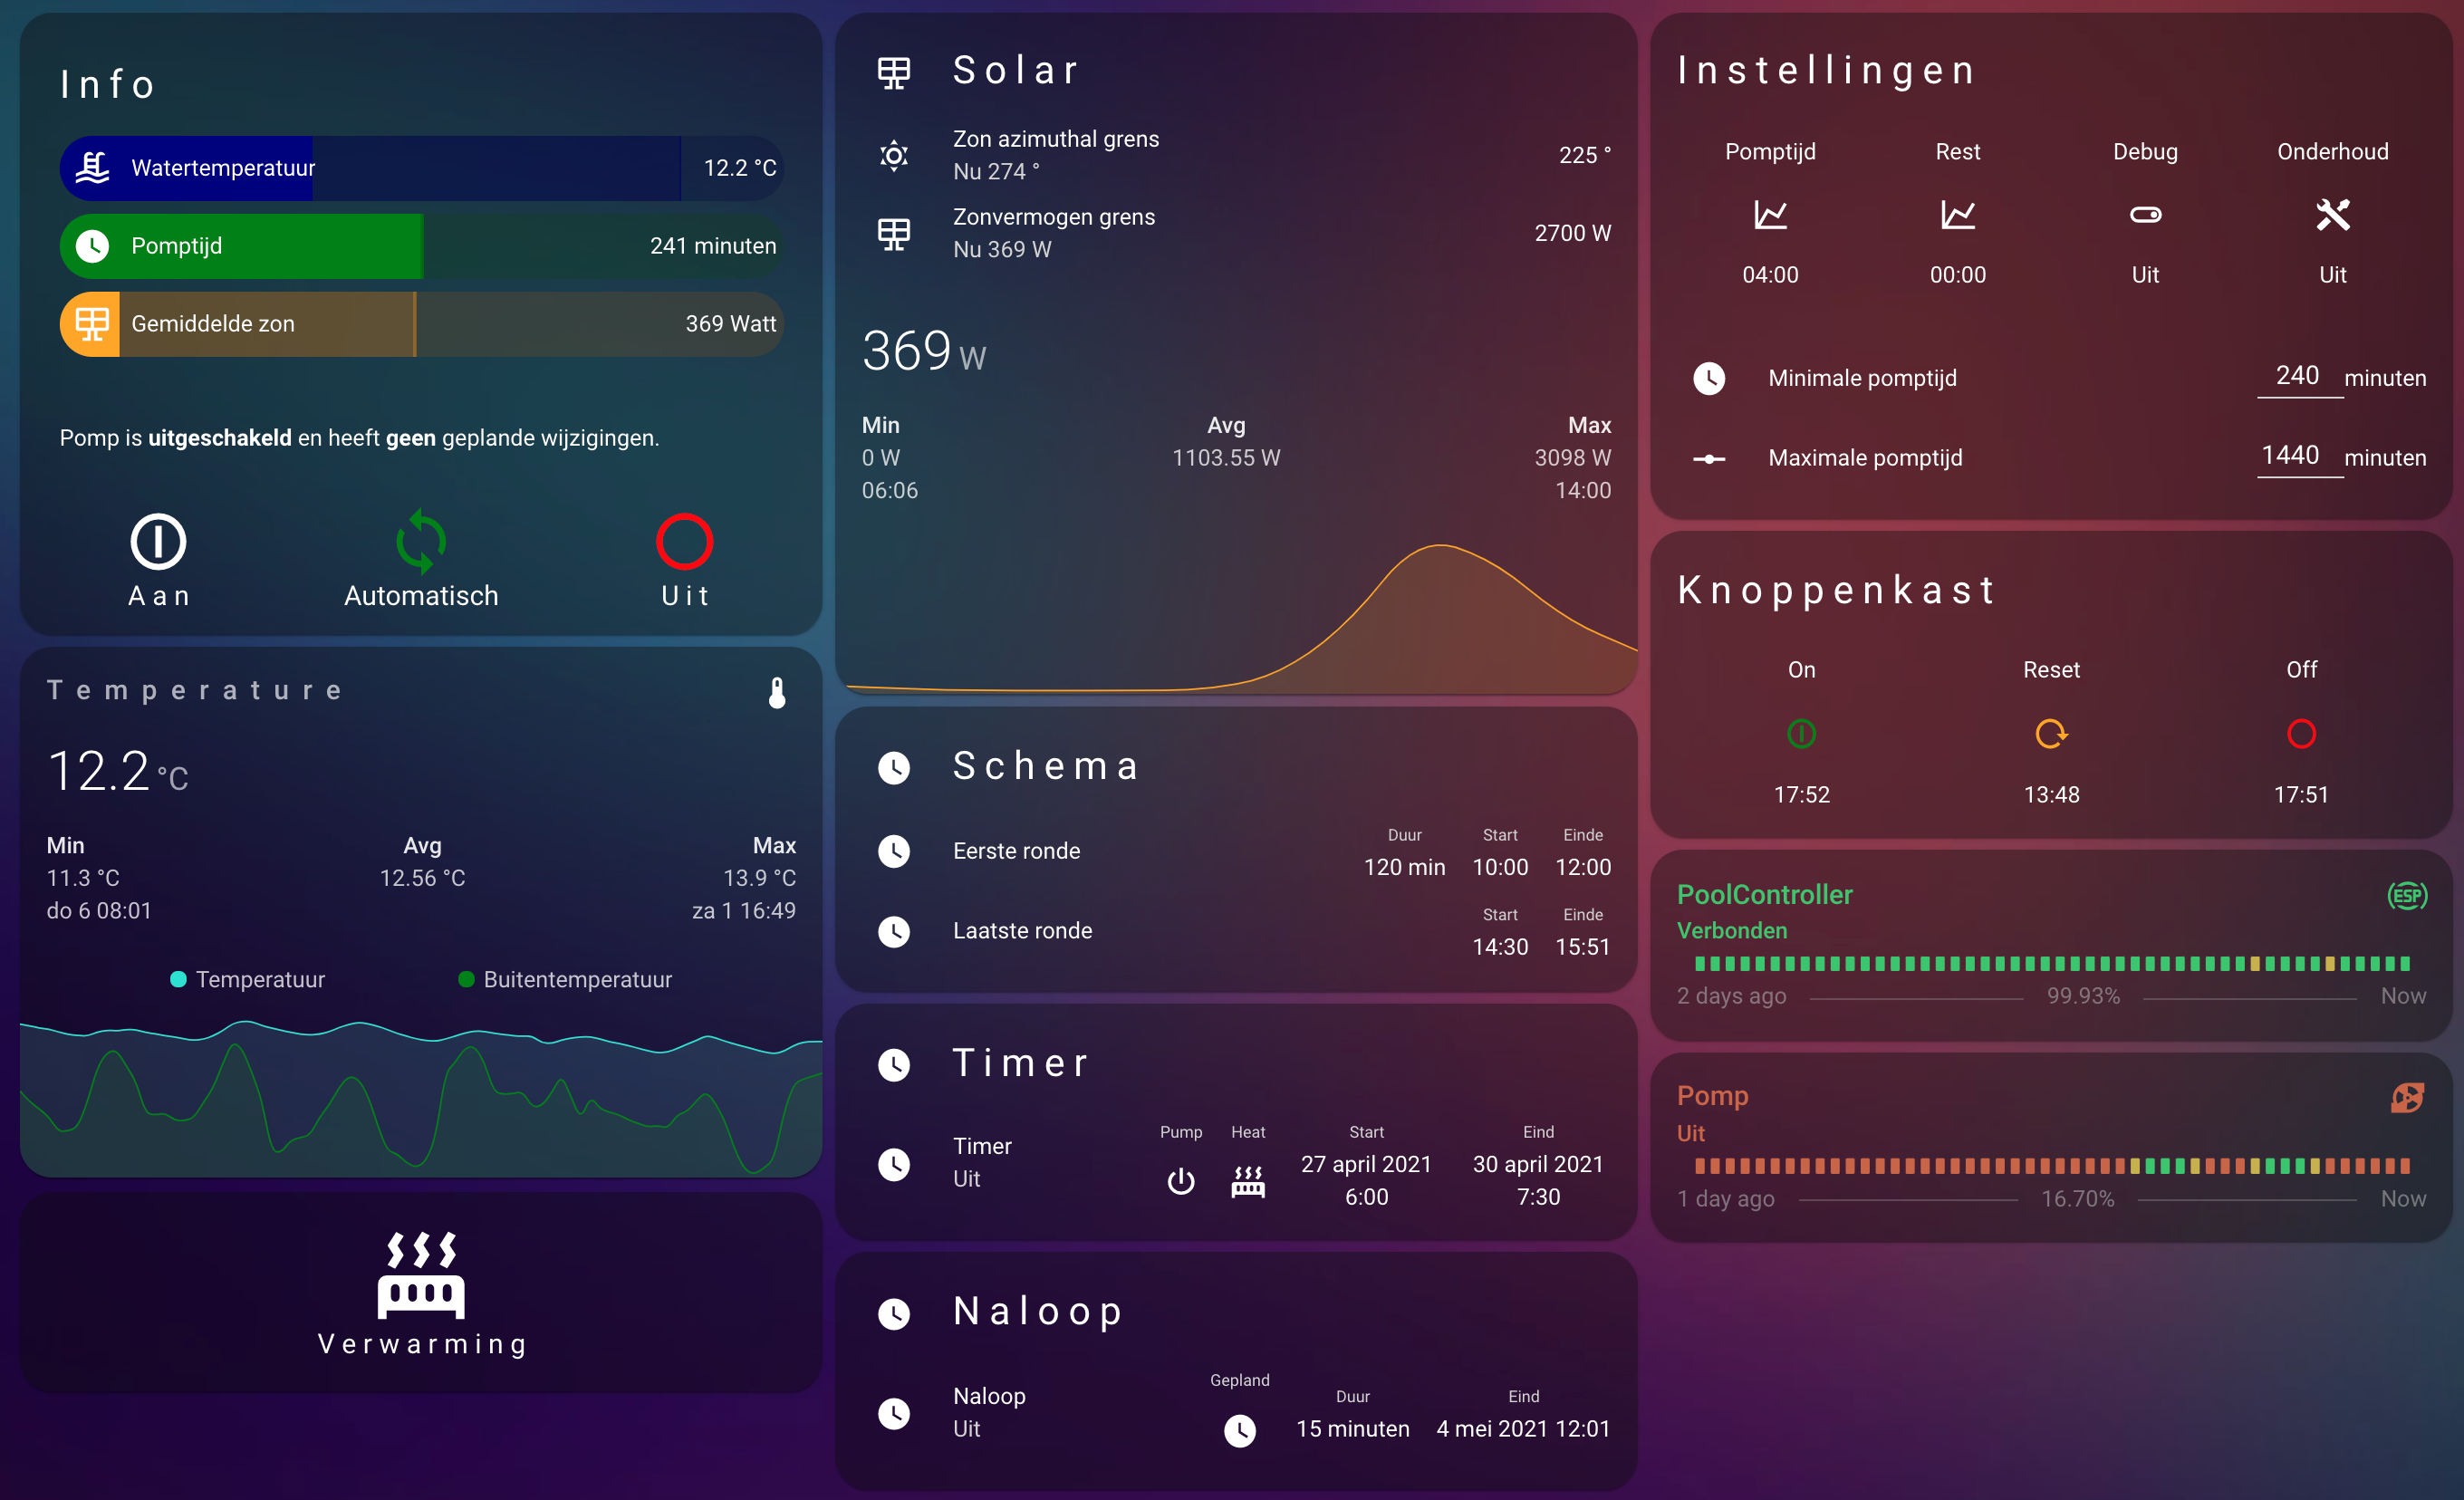 Info
Watertemperatuur 12.2 °C
Pomptijd 241 minuten
Gemiddelde zon 369 Watt
Pomp is uitgeschakeld en heeft geen geplande wijzigingen.
Aan Automatisch Uit
Temperature
12.2 °C
Min Avg Max
11.3 °C 12.56 °C 13.9 °C
do 6 08:01 za 1 16:49
Temperatuur Buitentemperatuur
Verwarming
Solar
Zon azimuthal grens 225 °
Nu 274 °
Zonvermogen grens 2700 W
Nu 369 W
369 W
Min Avg Max
0 W 1103.55 W 3098 W
06:06 14:00
Schema
Duur Start Einde
Eerste ronde 120 min 10:00 12:00
Start Einde
Laatste ronde 14:30 15:51
Timer
Pump Heat Start Eind
Timer 27 april 2021 30 april 2021
Uit 6:00 7:30
Naloop
Gepland
Naloop Duur Eind
Uit 15 minuten 4 mei 2021 12:01
Instellingen
Pomptijd Rest Debug Onderhoud
04:00 00:00 Uit Uit
Minimale pomptijd 240 minuten
Maximale pomptijd 1440 minuten
Knoppenkast
On Reset Off
17:52 13:48 17:51
PoolController ESP
Verbonden
2 days ago 99.93% Now
Pomp
Uit
1 day ago 16.70% Now